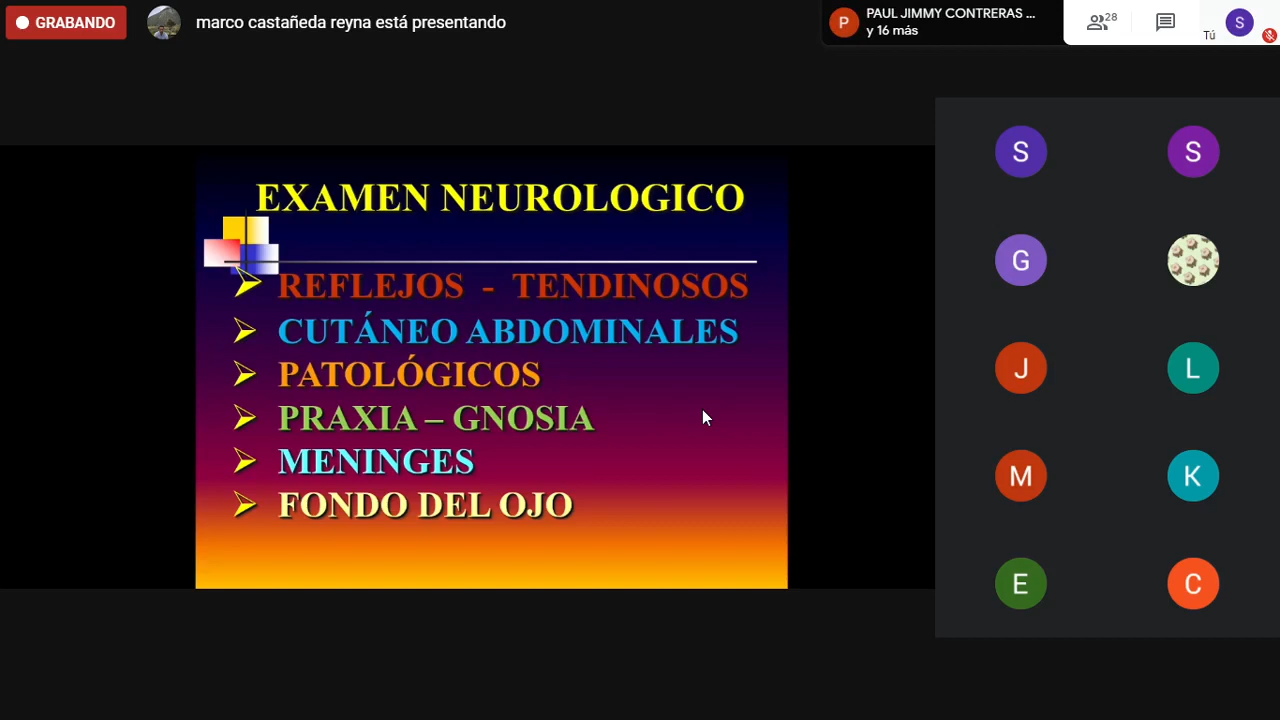 GRABANDO
marco castañeda reyna está presentando
P
PAUL JIMMY CONTRERAS ...
y 16 más
28
Tú
S
EXAMEN NEUROLOGICO
REFLEJOS - TENDINOSOS
CUTÁNEO ABDOMINALES
PATOLÓGICOS
PRAXIA – GNOSIA
MENINGES
FONDO DEL OJO
S
S
G
J
L
M
K
E
C